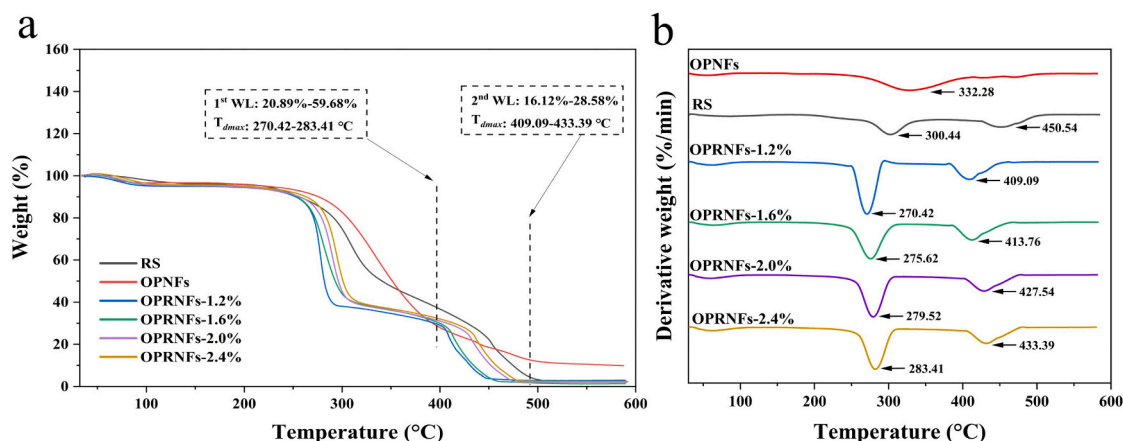 a
160
140
120
100
80
60
40
20
0
Weight (%)
1st WL: 20.89%-59.68%
Tdmax: 270.42-283.41 °C
2nd WL: 16.12%-28.58%
Tdmax: 409.09-433.39 °C
RS
OPNFs
OPRNFs-1.2%
OPRNFs-1.6%
OPRNFs-2.0%
OPRNFs-2.4%
100 200 300 400 500 600
Temperature (°C)
b
Derivative weight (%/min)
OPNFs
332.28
RS
300.44
450.54
OPRNFs-1.2%
409.09
270.42
OPRNFs-1.6%
413.76
275.62
OPRNFs-2.0%
427.54
279.52
OPRNFs-2.4%
433.39
283.41
100 200 300 400 500 600
Temperature (°C)